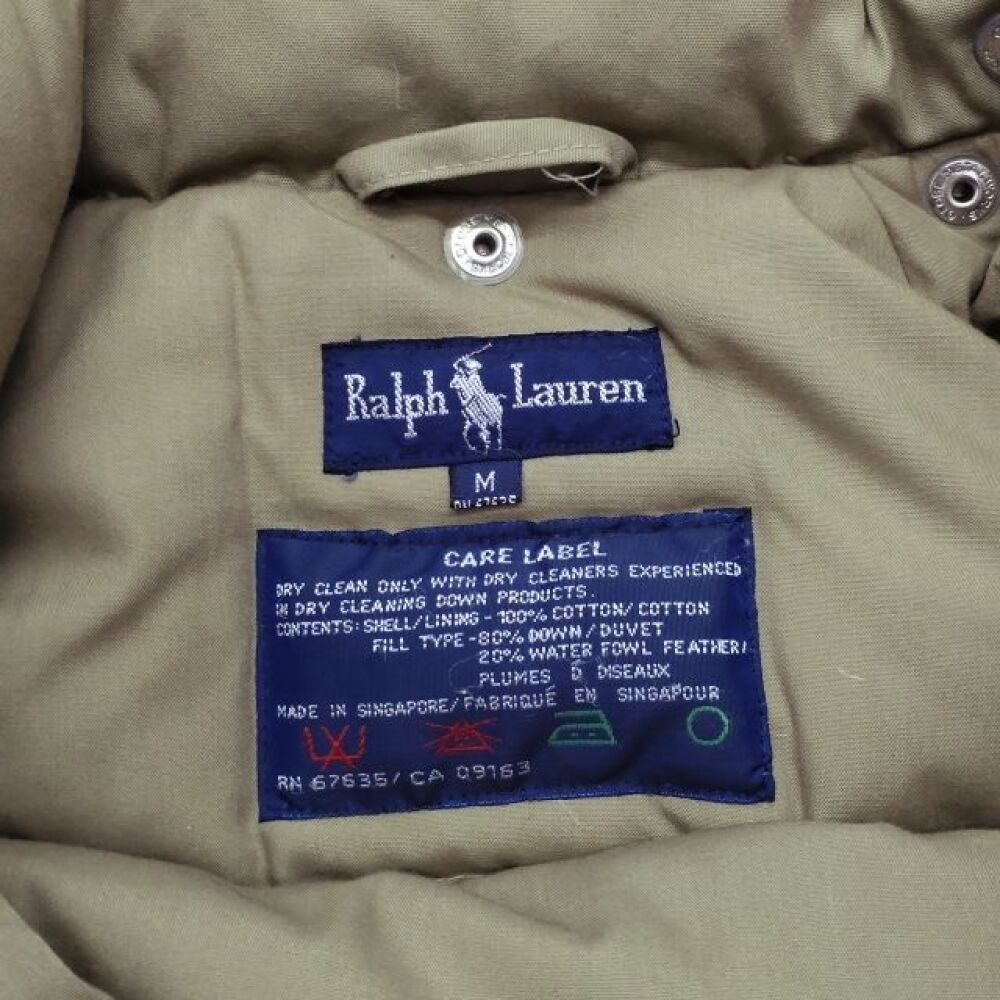 Ralph Lauren
M
CARE LABEL
DRY CLEAN ONLY WITH DRY CLEANERS EXPERIENCED
IN DRY CLEANING DOWN PRODUCTS.
CONTENTS: SHELL/LINING - 100% COTTON/COTTON
FILL TYPE - 80% DOWN/DUVET
20% WATER FOWL FEATHER/
PLUMES D DISEAUX
MADE IN SINGAPORE/FABRIQUÉ EN SINGAPOUR
RN 67635/ CA 09163